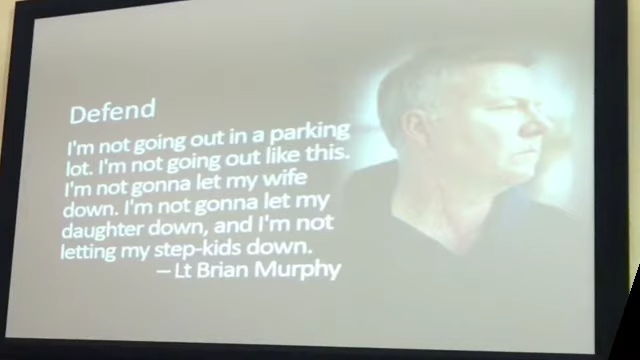 Defend
I'm not going out in a parking
lot. I'm not going out like this.
I'm not gonna let my wife
down. I'm not gonna let my
daughter down, and I'm not
letting my step-kids down.
– Lt Brian Murphy